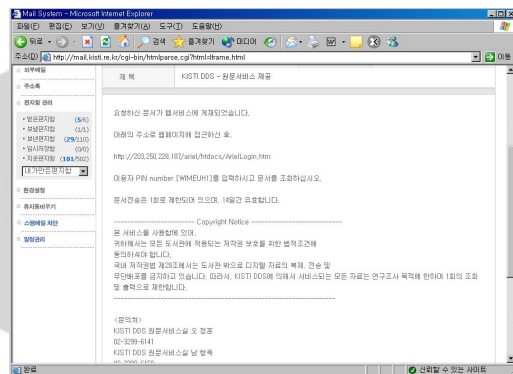 Mail System - Microsoft Internet Explorer
파일(F) 편집(E) 보기(V) 즐겨찾기(A) 도구(T) 도움말(H)
뒤로 검색 즐겨찾기 미디어
주소(D) http://mail.kisti.re.kr/cgi-bin/htmlparse.cgi?html=iframe.html 이동
외부메일
주소록
편지함 관리
받은편지함 (5/6)
보낸편지함 (1/1)
보낸편지함 (29/110)
임시저장함 (0/0)
지운편지함 (181/502)
내가만든편지함
환경설정
휴지통비우기
스팸메일 차단
일정관리
제 목 KISTI DDS - 원문서비스 제공
요청하신 문서가 웹서비스에 게재되었습니다.
아래의 주소로 웹페이지에 접근하신 후,
http://203.250.228.187/ariel/htdocs/ArielLogin.htm
이용자 PIN number [WIMEUH1]를 입력하시고 문서를 조회하십시오.
문서전송은 1회로 제한되어 있으며, 14일간 유효합니다.
------------------------ Copyright Notice ---------------------------
본 서비스를 사용함에 있어,
귀하께서는 모든 도서관에 적용되는 저작권 보호를 위한 법적조건에
동의하셔야 합니다.
국내 저작권법 제28조에서는 도서관 밖으로 디지털 자료의 복제, 전송 및
무단배포를 금지하고 있습니다. 따라서, KISTI DDS에 의해서 서비스되는 모든 자료는 연구조사 목적에 한하여 1회의 조회
및 출력으로 제한합니다.
<문의처>
KISTI DDS 원문서비스실 오 정훈
02-3299-6141
KISTI DDS 원문서비스실 남 형욱
완료 신뢰할 수 있는 사이트